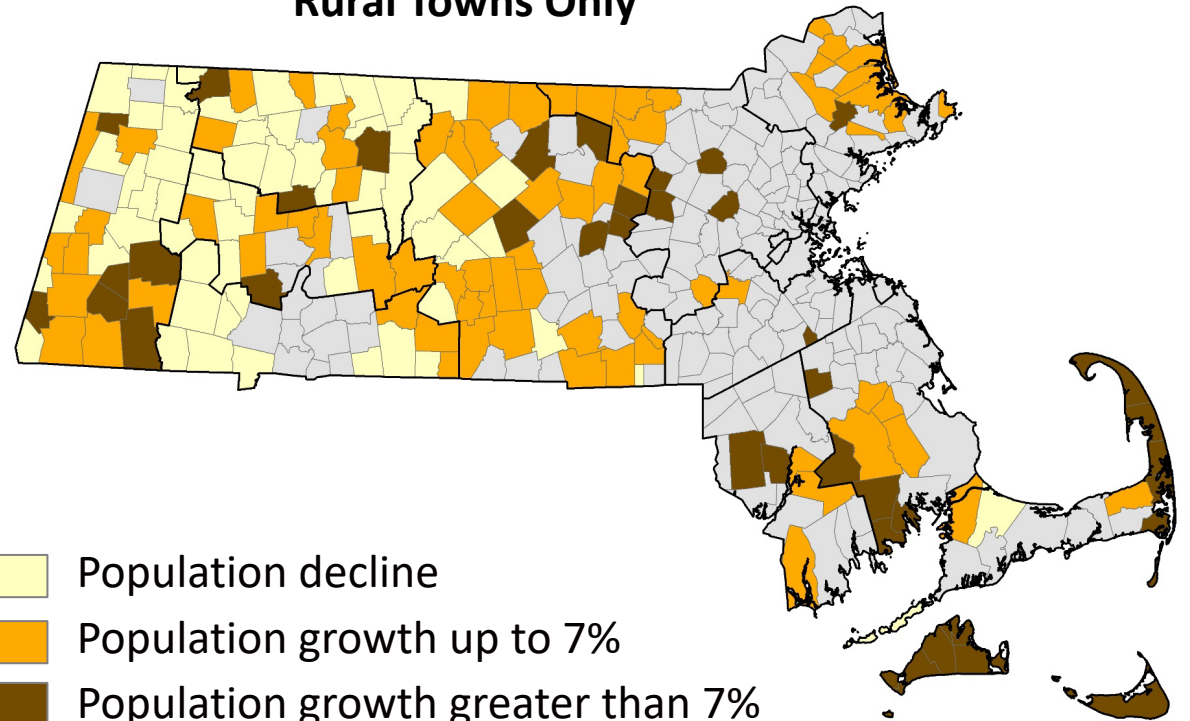 Rural Towns Only
Population decline
Population growth up to 7%
Population growth greater than 7%